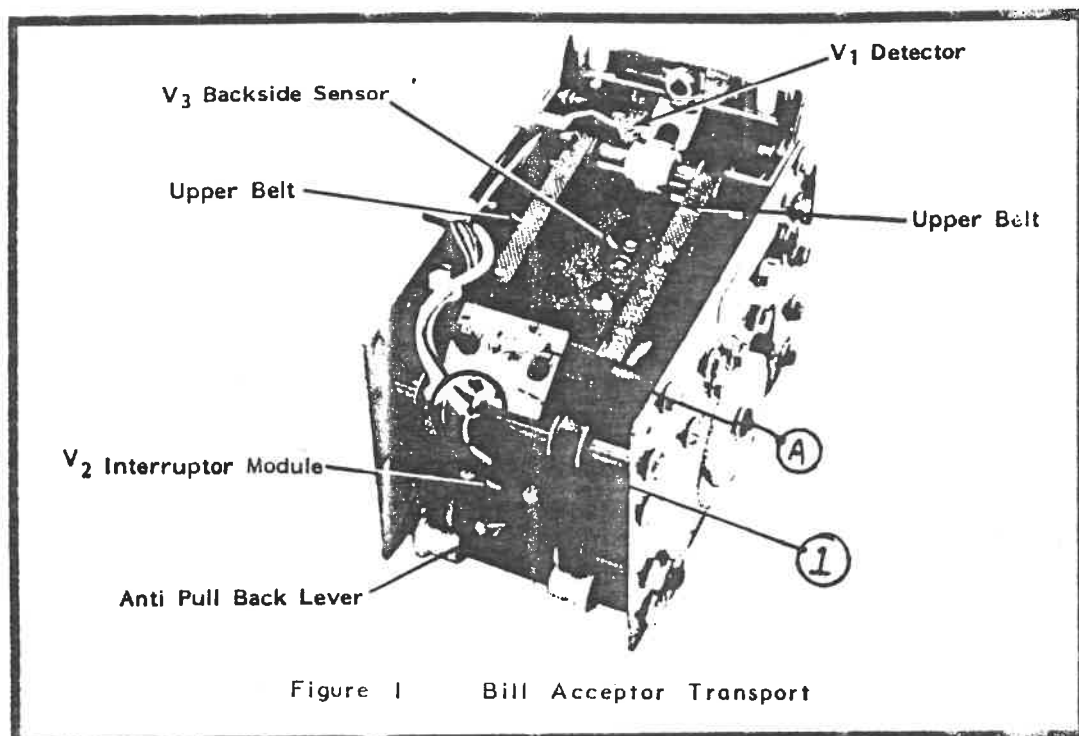 V1 Detector
V3 Backside Sensor
Upper Belt
Upper Belt
A
V2 Interruptor Module
1
Anti Pull Back Lever
Figure 1 Bill Acceptor Transport